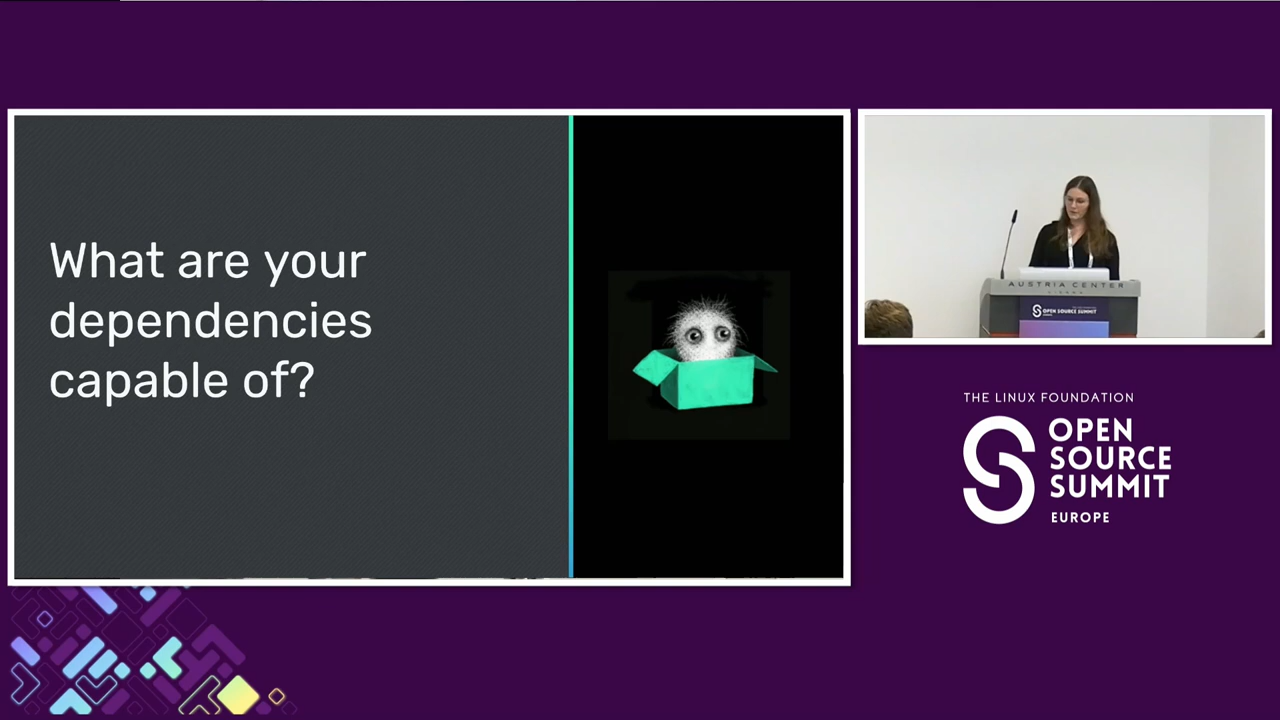 What are your
dependencies
capable of?
AUSTRIA CENTER
OPEN SOURCE SUMMIT
THE LINUX FOUNDATION
OPEN
SOURCE
SUMMIT
EUROPE